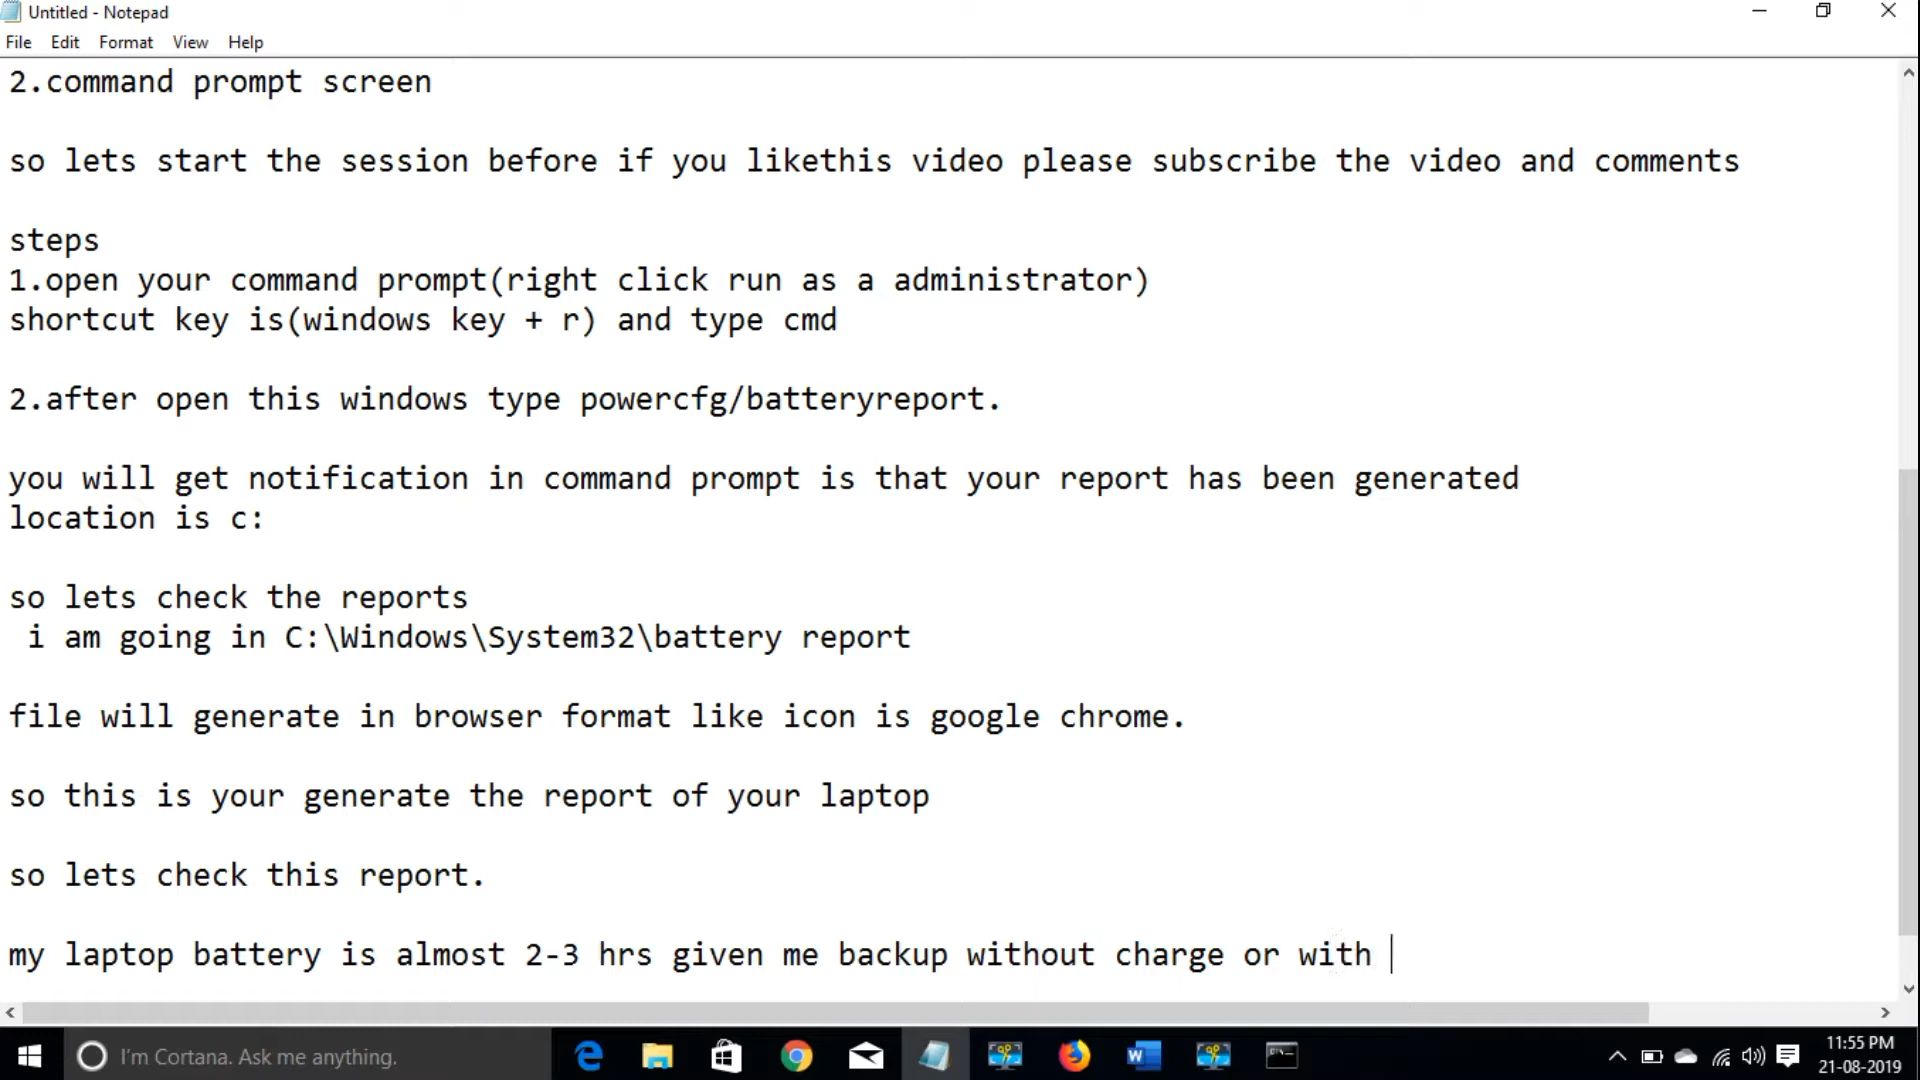 Untitled - Notepad
File Edit Format View Help
2.command prompt screen
so lets start the session before if you likethis video please subscribe the video and comments
steps
1.open your command prompt(right click run as a administrator)
shortcut key is(windows key + r) and type cmd
2.after open this windows type powercfg/batteryreport.
you will get notification in command prompt is that your report has been generated
location is c:
so lets check the reports
i am going in C:\Windows\System32\battery report
file will generate in browser format like icon is google chrome.
so this is your generate the report of your laptop
so lets check this report.
my laptop battery is almost 2-3 hrs given me backup without charge or with
I'm Cortana. Ask me anything.
11:55 PM
21-08-2019